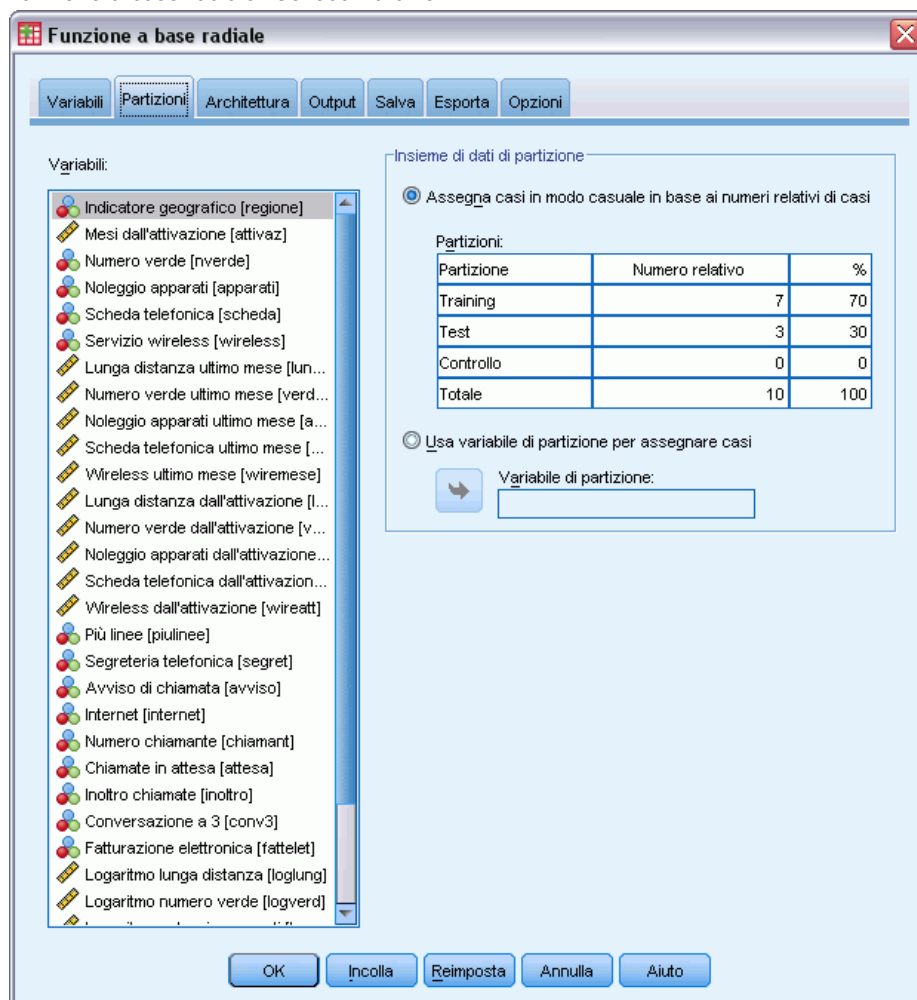 Funzione a base radiale
Variabili Partizioni Architettura Output Salva Esporta Opzioni
Variabili:
Indicatore geografico [regione]
Mesi dall'attivazione [attivaz]
Numero verde [nverde]
Noleggio apparati [apparati]
Scheda telefonica [scheda]
Servizio wireless [wireless]
Lunga distanza ultimo mese [lun...
Numero verde ultimo mese [verd...
Noleggio apparati ultimo mese [a...
Scheda telefonica ultimo mese [...
Wireless ultimo mese [wiremese]
Lunga distanza dall'attivazione [l...
Numero verde dall'attivazione [v...
Noleggio apparati dall'attivazione...
Scheda telefonica dall'attivazion...
Wireless dall'attivazione [wireatt]
Più linee [piulinee]
Segreteria telefonica [segret]
Avviso di chiamata [avviso]
Internet [internet]
Numero chiamante [chiamant]
Chiamate in attesa [attesa]
Inoltro chiamate [inoltro]
Conversazione a 3 [conv3]
Fatturazione elettronica [fattelet]
Logaritmo lunga distanza [loglung]
Logaritmo numero verde [logverd]
Insieme di dati di partizione
Assegna casi in modo casuale in base ai numeri relativi di casi
Partizioni:
Partizione Numero relativo %
Training 7 70
Test 3 30
Controllo 0 0
Totale 10 100
Usa variabile di partizione per assegnare casi
Variabile di partizione:
OK Incolla Reimposta Annulla Aiuto